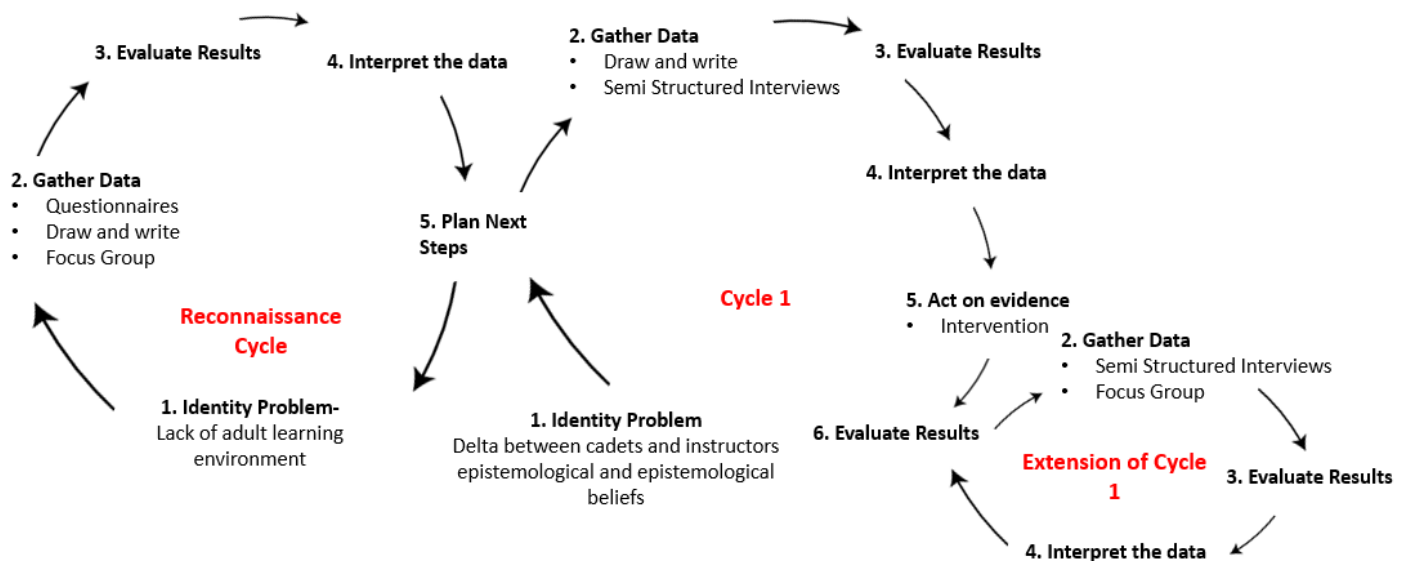 3. Evaluate Results
4. Interpret the data
2. Gather Data
• Questionnaires
• Draw and write
• Focus Group
5. Plan Next
Steps
Reconnaissance
Cycle
1. Identity Problem-
Lack of adult learning
environment
2. Gather Data
• Draw and write
• Semi Structured Interviews
3. Evaluate Results
4. Interpret the data
Cycle 1
5. Act on evidence
• Intervention
1. Identity Problem
Delta between cadets and instructors
epistemological and epistemological
beliefs
6. Evaluate Results
2. Gather Data
• Semi Structured Interviews
• Focus Group
Extension of Cycle
1
3. Evaluate Results
4. Interpret the data